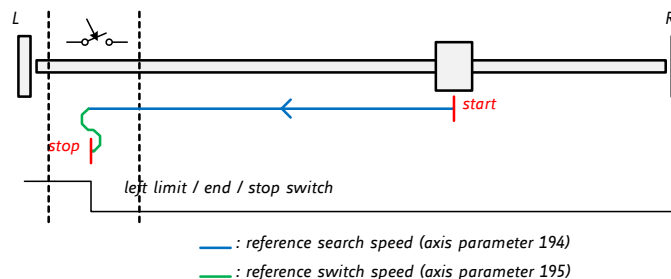 L
R
start
stop
left limit / end / stop switch
: reference search speed (axis parameter 194)
: reference switch speed (axis parameter 195)